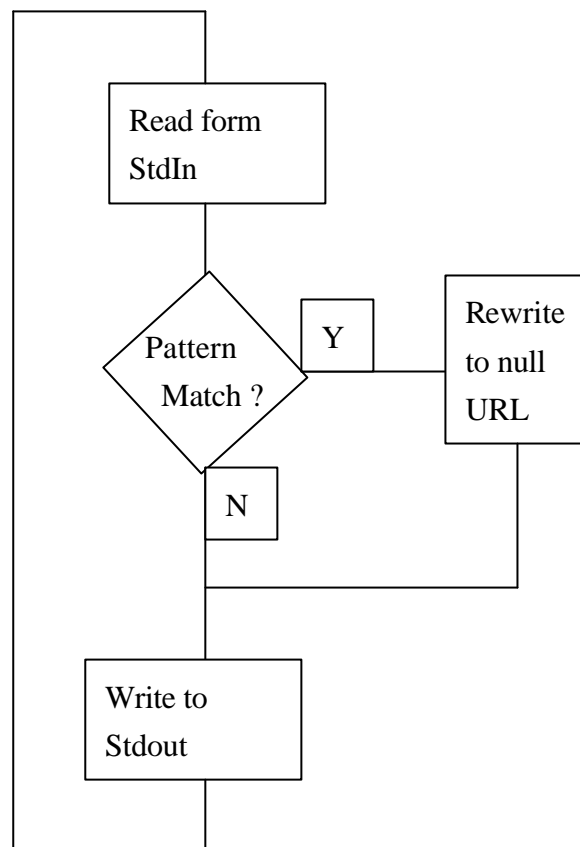 Read form
StdIn
Pattern
Match ?
Y
Rewrite
to null
URL
N
Write to
Stdout